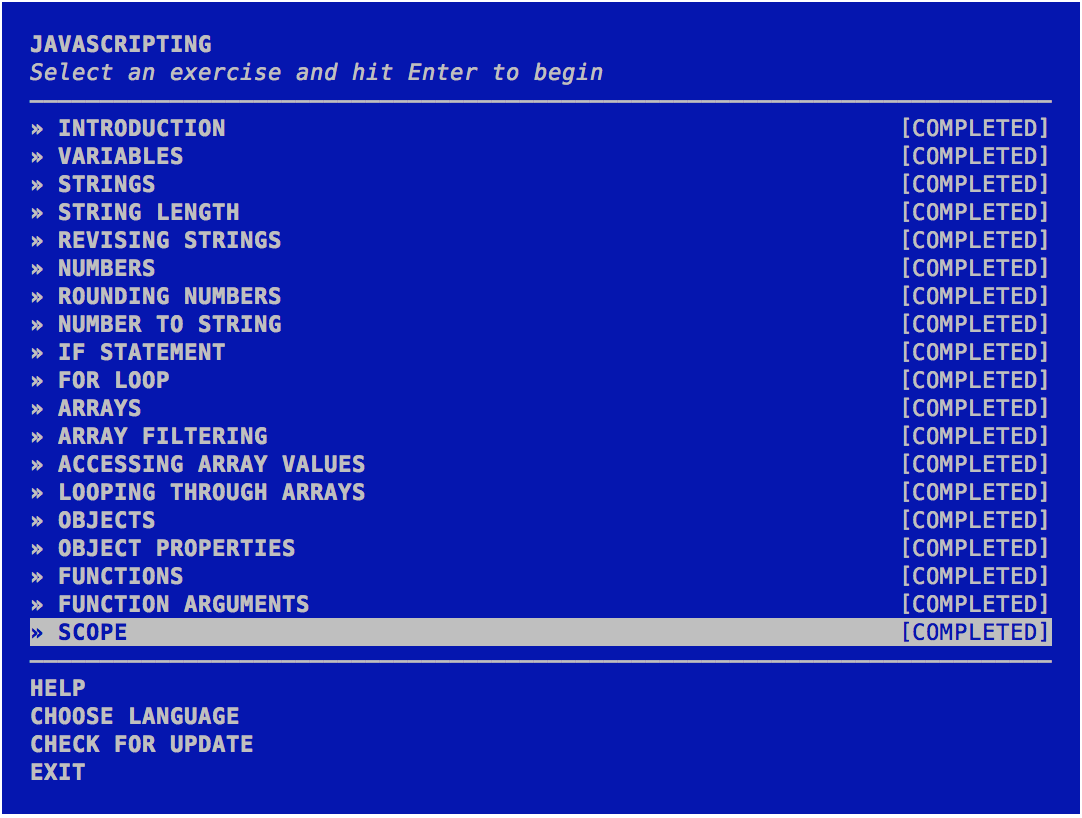 JAVASCRIPTING
Select an exercise and hit Enter to begin
» INTRODUCTION [COMPLETED]
» VARIABLES [COMPLETED]
» STRINGS [COMPLETED]
» STRING LENGTH [COMPLETED]
» REVISING STRINGS [COMPLETED]
» NUMBERS [COMPLETED]
» ROUNDING NUMBERS [COMPLETED]
» NUMBER TO STRING [COMPLETED]
» IF STATEMENT [COMPLETED]
» FOR LOOP [COMPLETED]
» ARRAYS [COMPLETED]
» ARRAY FILTERING [COMPLETED]
» ACCESSING ARRAY VALUES [COMPLETED]
» LOOPING THROUGH ARRAYS [COMPLETED]
» OBJECTS [COMPLETED]
» OBJECT PROPERTIES [COMPLETED]
» FUNCTIONS [COMPLETED]
» FUNCTION ARGUMENTS [COMPLETED]
» SCOPE [COMPLETED]
HELP
CHOOSE LANGUAGE
CHECK FOR UPDATE
EXIT